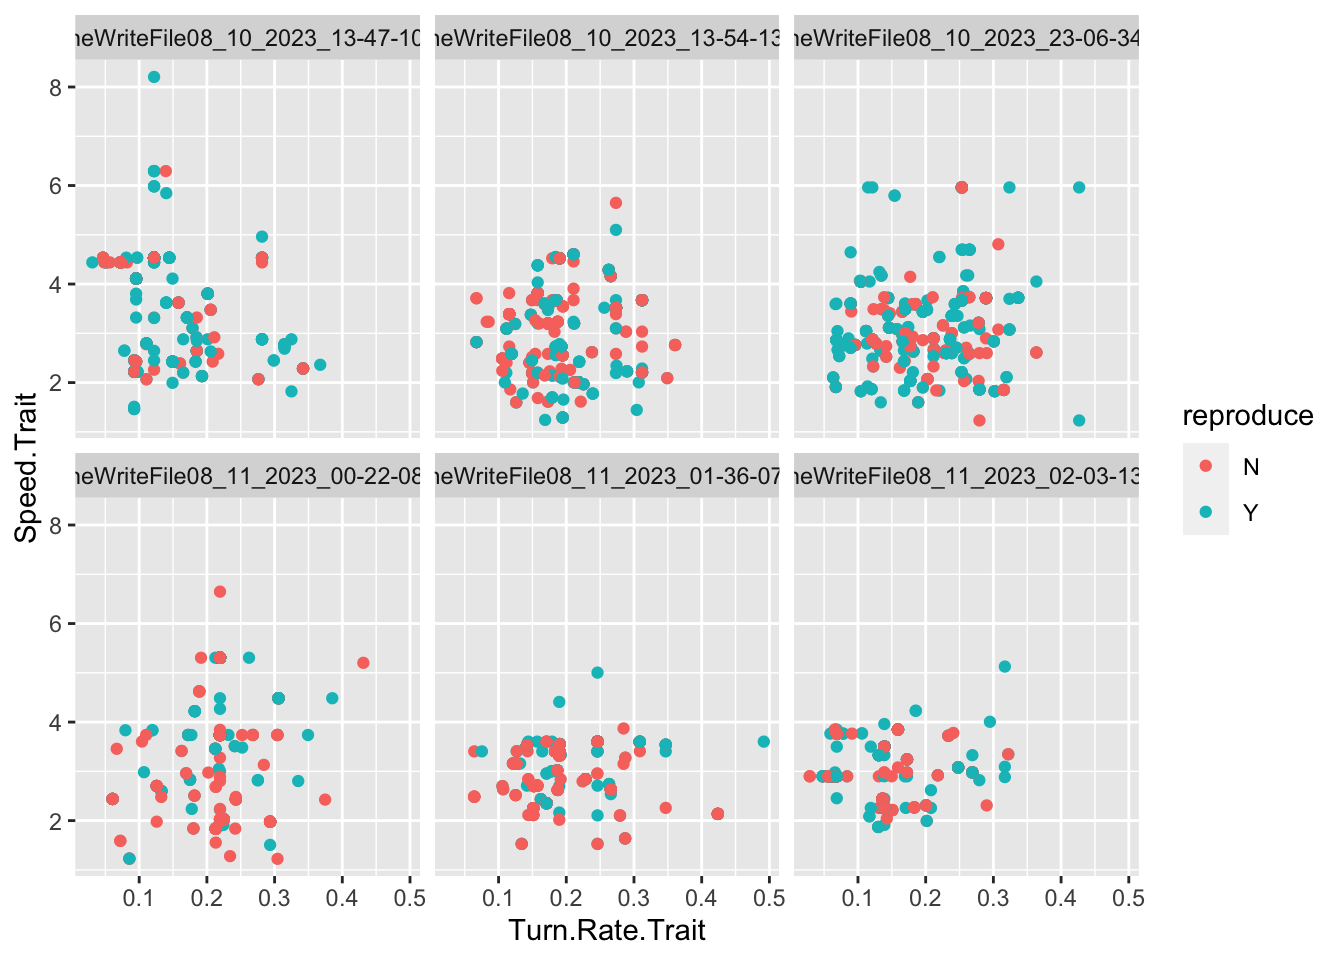 neWriteFile08_10_2023_13-47-10
neWriteFile08_10_2023_13-54-13
neWriteFile08_10_2023_23-06-34
8
6
4
2
neWriteFile08_11_2023_00-22-08
neWriteFile08_11_2023_01-36-07
neWriteFile08_11_2023_02-03-13
8
6
4
2
0.1 0.2 0.3 0.4 0.5
0.1 0.2 0.3 0.4 0.5
0.1 0.2 0.3 0.4 0.5
Turn.Rate.Trait
Speed.Trait
reproduce
N
Y